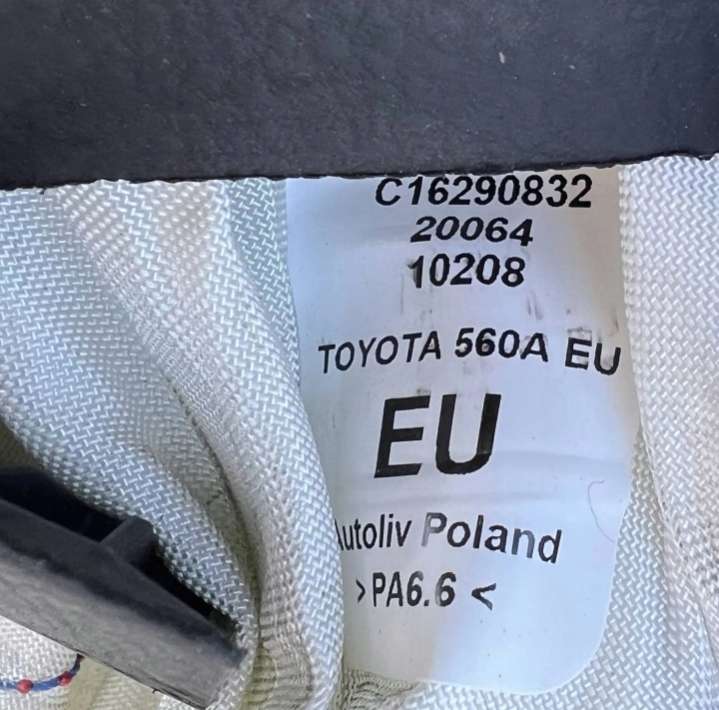 C16290832
20064
10208
TOYOTA 560A EU
EU
Autoliv Poland
>PA6.6<